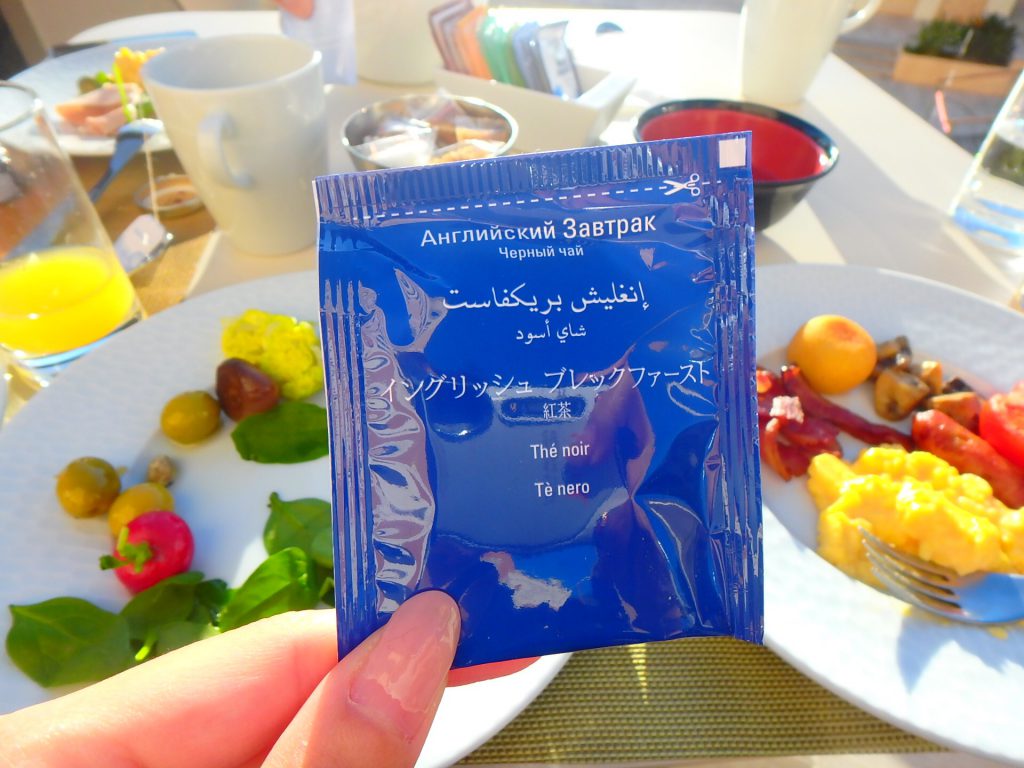 Английский Завтрак
Черный чай
إنغليش بريكفاست
شاي أسود
イングリッシュ ブレックファースト
紅茶
Thé noir
Tè nero